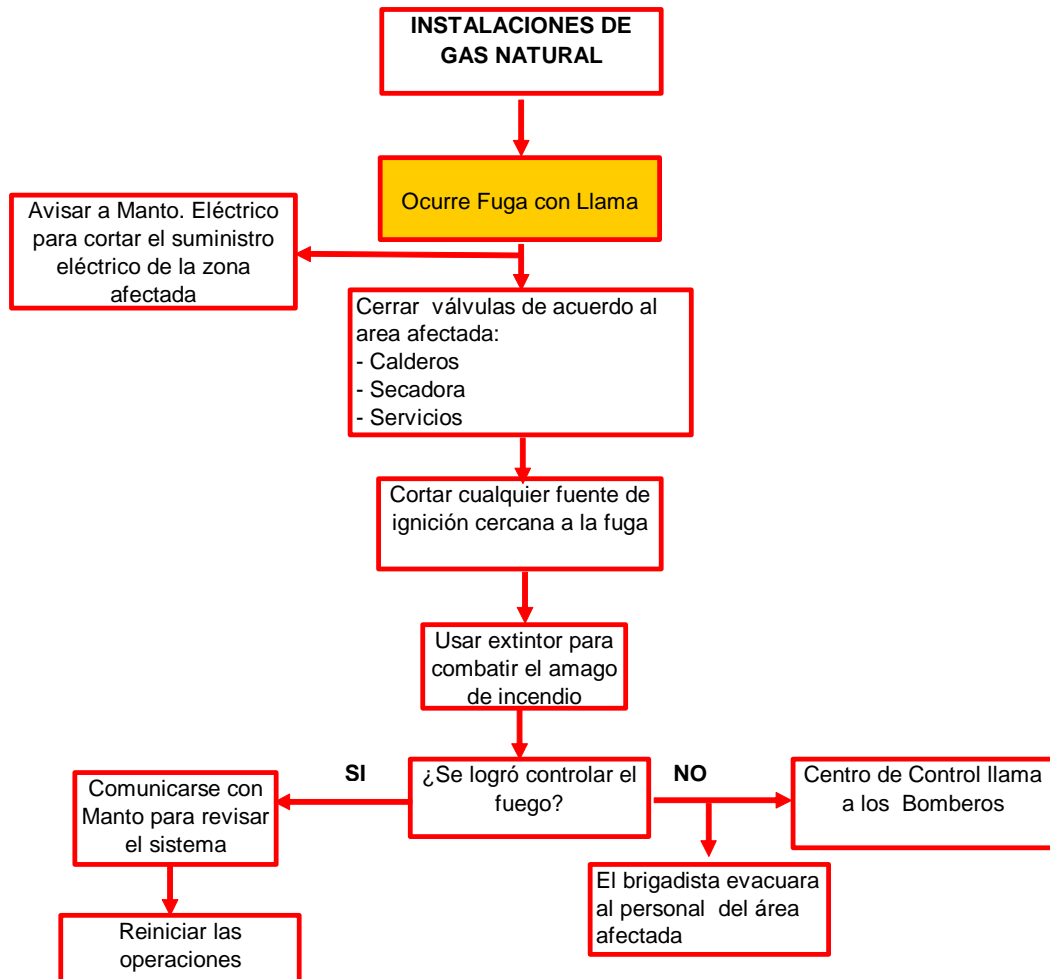 INSTALACIONES DE
GAS NATURAL
Ocurre Fuga con Llama
Avisar a Manto. Eléctrico
para cortar el suministro
eléctrico de la zona
afectada
Cerrar válvulas de acuerdo al
area afectada:
- Calderos
- Secadora
- Servicios
Cortar cualquier fuente de
ignición cercana a la fuga
Usar extintor para
combatir el amago
de incendio
¿Se logró controlar el
fuego?
SI
NO
Comunicarse con
Manto para revisar
el sistema
Centro de Control llama
a los Bomberos
El brigadista evacuara
al personal del área
afectada
Reiniciar las
operaciones